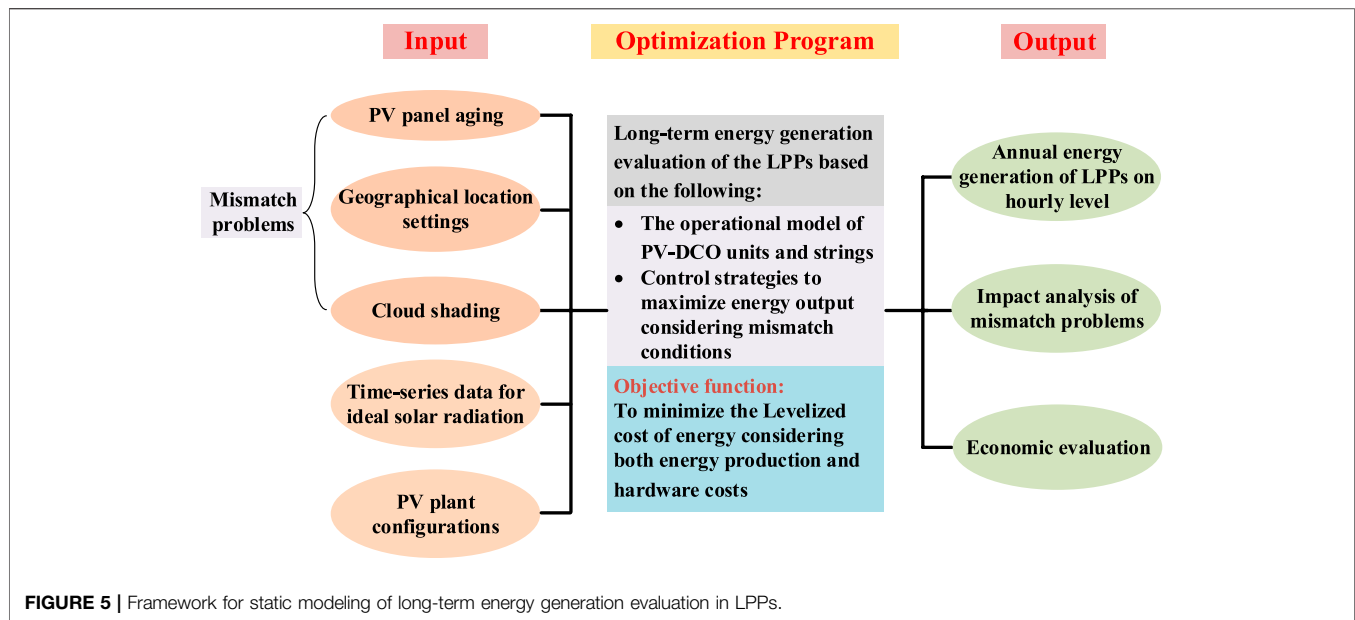 Input
Optimization Program
Output
Mismatch
problems
PV panel aging
Geographical location
settings
Cloud shading
Time-series data for
ideal solar radiation
PV plant
configurations
Long-term energy generation
evaluation of the LPPs based
on the following:
• The operational model of
PV-DCO units and strings
• Control strategies to
maximize energy output
considering mismatch
conditions
Objective function:
To minimize the Levelized
cost of energy considering
both energy production and
hardware costs
Annual energy
generation of LPPs on
hourly level
Impact analysis of
mismatch problems
Economic evaluation
FIGURE 5 | Framework for static modeling of long-term energy generation evaluation in LPPs.